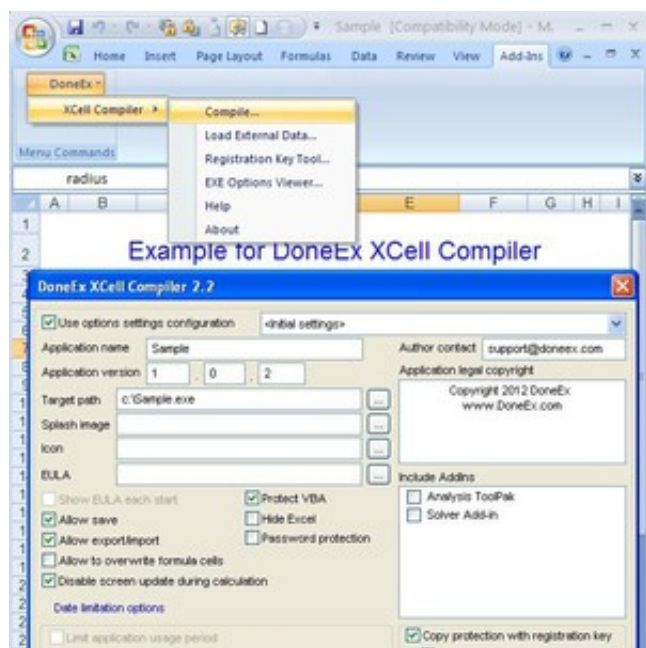 Sample [Compatibility Mode] - M.
Home Insert Page Layout Formulas Data Review View Add-Ins
DoneEx
XCell Compiler
Compile...
Load External Data...
Registration Key Tool...
EXE Options Viewer...
Help
About
Menu Commands
radius
A B E F G H I
1
2
Example for DoneEx XCell Compiler
DoneEx XCell Compiler 2.2
Use options settings configuration <Initial settings>
Application name Sample Author contact support@doneex.com
Application version 1 . 0 . 2 Application legal copyright
Copyright 2012 DoneEx
www.DoneEx.com
Target path c:\Sample.exe ...
Splash image ...
Icon ...
EULA ... Include AddIns
Show EULA each start Protect VBA Analysis ToolPak
Allow save Hide Excel Solver Add-in
Allow export/import Password protection
Allow to overwrite formula cells
Disable screen update during calculation
Date limitation options
Limit application usage period Copy protection with registration key